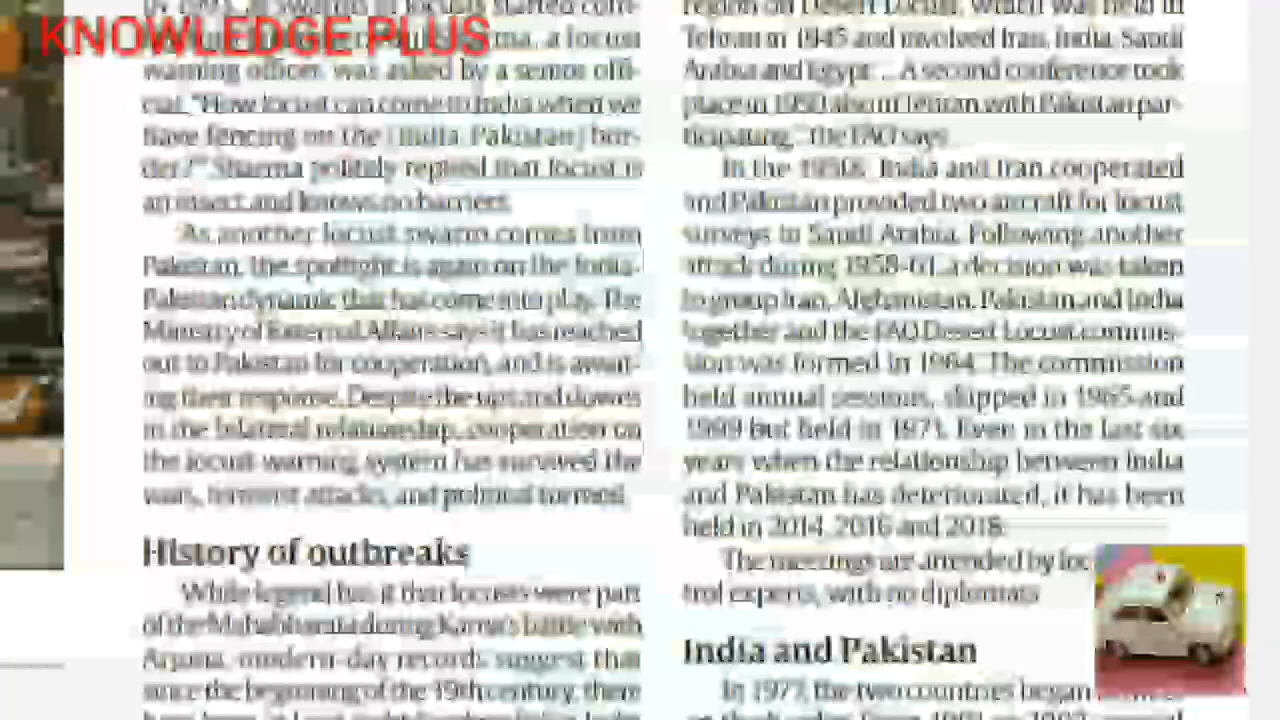 KNOWLEDGE PLUS
in 1993, as swarms of locusts started com-
a locust
warning officer, was asked by a senior offi-
cial, "How locust can come to India when we
have fencing on the [India-Pakistan] bor-
der?" Sharma politely replied that locust is
an insect and knows no barriers.
As another locust swarm comes from
Pakistan, the spotlight is again on the India-
Pakistan dynamic that has come into play. The
Ministry of External Affairs says it has reached
out to Pakistan for cooperation, and is await-
ing their response. Despite the ups and downs
in the bilateral relationship, cooperation on
the locust warning system has survived the
wars, terrorist attacks, and political turmoil.
History of outbreaks
While legend has it that locusts were part
of the Mahabharata during Karna's battle with
Arjuna, modern-day records suggest that
since the beginning of the 19th century, there
region on Desert Locust, which was held in
Tehran in 1945 and involved Iran, India, Saudi
Arabia and Egypt ... A second conference took
place in 1950 also in Tehran with Pakistan par-
ticipating," the FAO says.
In the 1950s, India and Iran cooperated
and Pakistan provided two aircraft for locust
surveys in Saudi Arabia. Following another
attack during 1958-61, a decision was taken
to group Iran, Afghanistan, Pakistan and India
together and the FAO Desert Locust commis-
sion was formed in 1964. The commission
held annual sessions, skipped in 1965 and
1999 but held in 1971. Even in the last six
years when the relationship between India
and Pakistan has deteriorated, it has been
held in 2014, 2016 and 2018.
The meetings are attended by
trol experts, with no diplomats.
India and Pakistan
In 1977, the two countries began